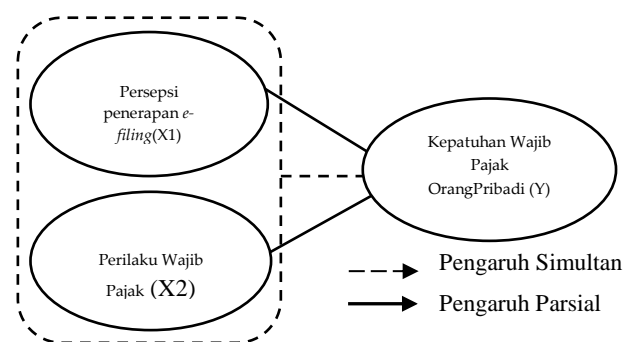 Persepsi
penerapan e-
filing(X1)
Kepatuhan Wajib
Pajak
OrangPribadi (Y)
Perilaku Wajib
Pajak (X2)
Pengaruh Simultan
Pengaruh Parsial